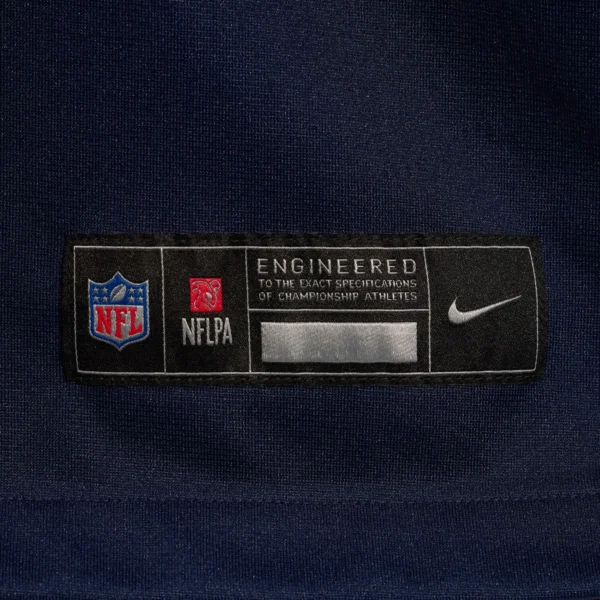 NFL
NFLPA
ENGINEERED
TO THE EXACT SPECIFICATIONS
OF CHAMPIONSHIP ATHLETES